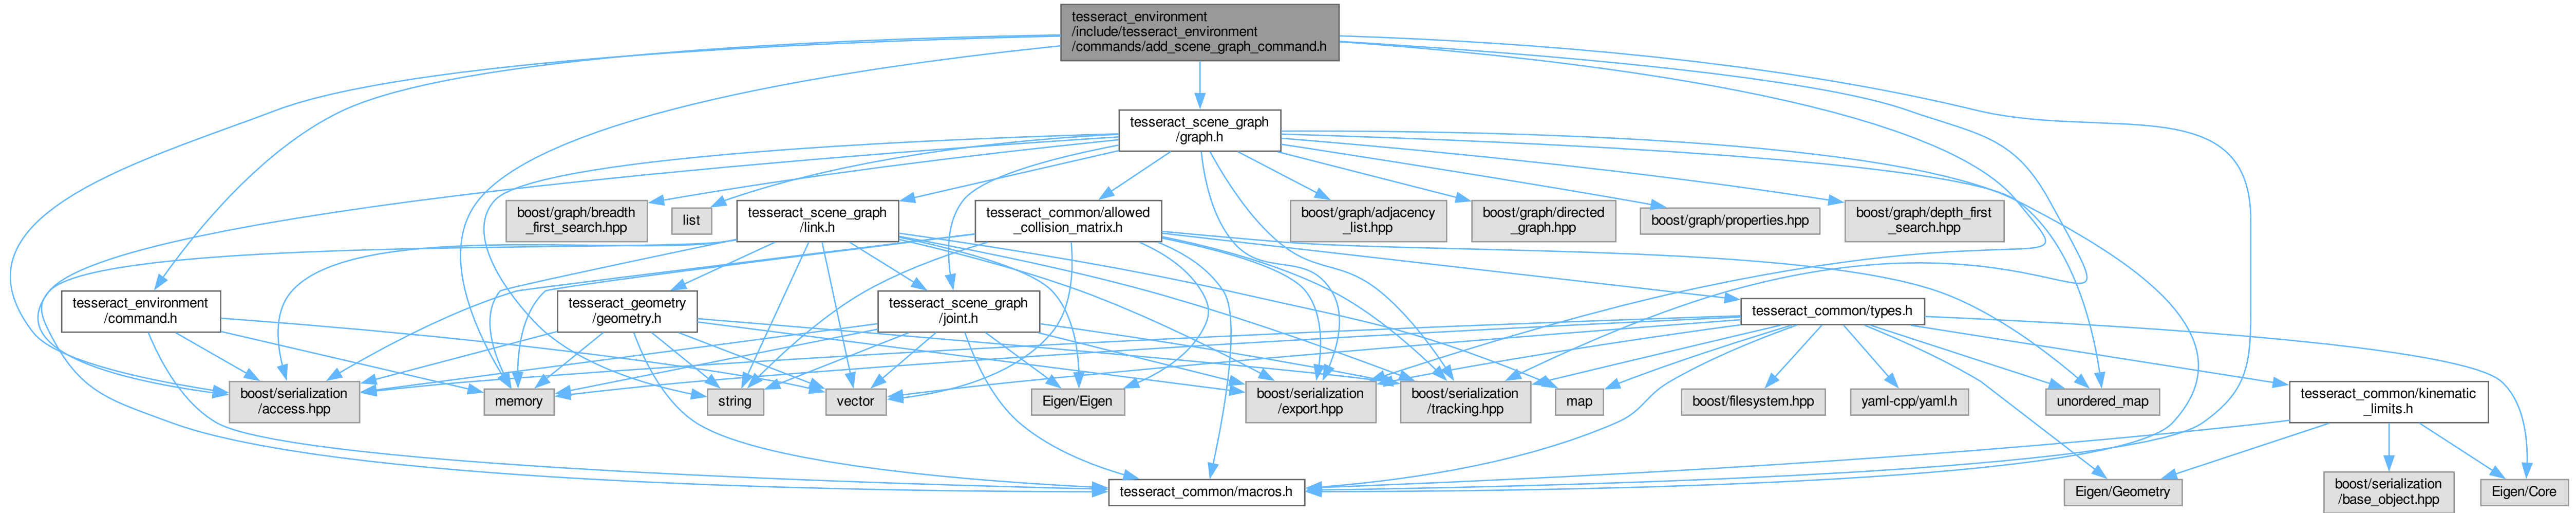 tesseract_environment
/include/tesseract_environment
/commands/add_scene_graph_command.h
tesseract_scene_graph
/graph.h
boost/graph/breadth
_first_search.hpp
list
tesseract_scene_graph
/link.h
tesseract_common/allowed
_collision_matrix.h
boost/graph/adjacency
_list.hpp
boost/graph/directed
_graph.hpp
boost/graph/properties.hpp
boost/graph/depth_first
_search.hpp
tesseract_environment
/command.h
tesseract_geometry
/geometry.h
tesseract_scene_graph
/joint.h
tesseract_common/types.h
boost/serialization
/access.hpp
memory
string
vector
Eigen/Eigen
boost/serialization
/export.hpp
boost/serialization
/tracking.hpp
map
boost/filesystem.hpp
yaml-cpp/yaml.h
unordered_map
tesseract_common/kinematic
_limits.h
tesseract_common/macros.h
Eigen/Geometry
boost/serialization
/base_object.hpp
Eigen/Core